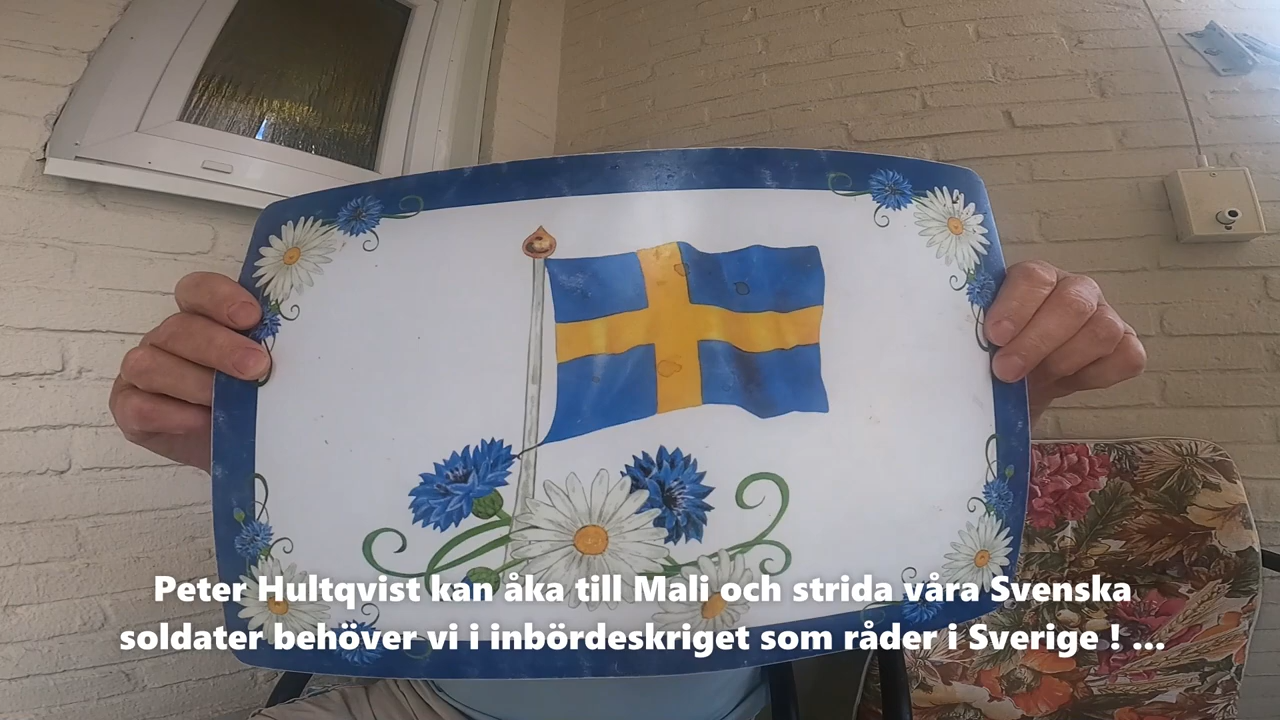 Peter Hultqvist kan åka till Mali och strida våra Svenska
soldater behöver vi i inbördeskriget som råder i Sverige ! ...